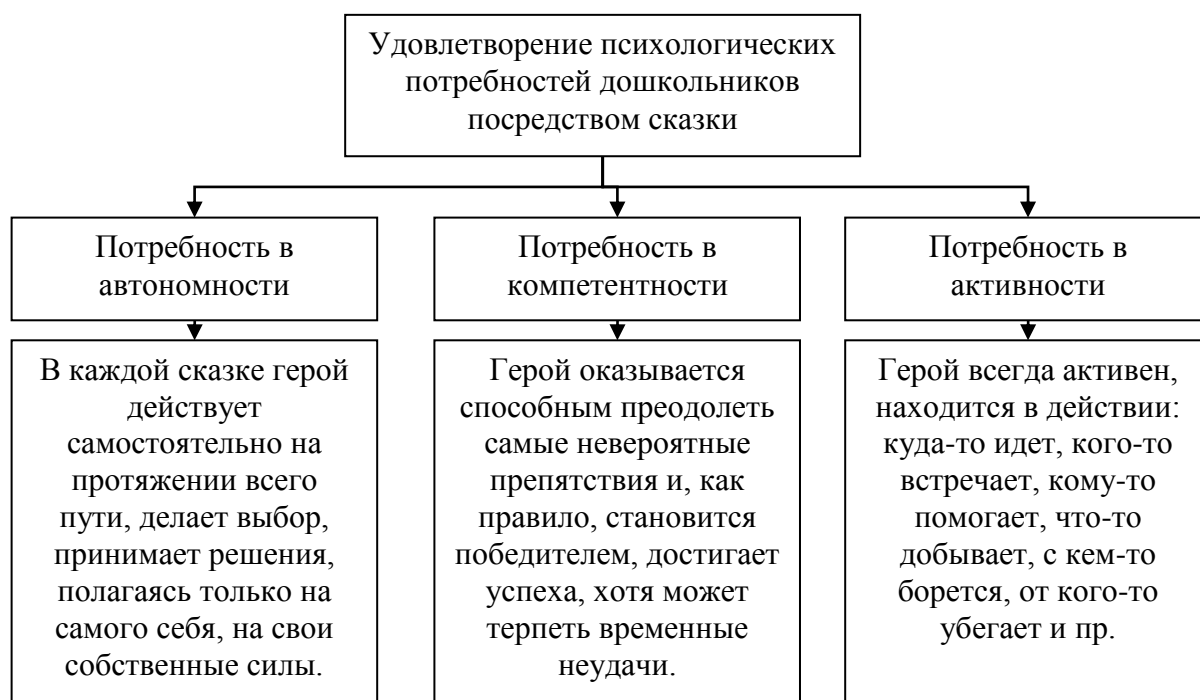 Удовлетворение психологических
потребностей дошкольников
посредством сказки
Потребность в
автономности
Потребность в
компетентности
Потребность в
активности
В каждой сказке герой
действует
самостоятельно на
протяжении всего
пути, делает выбор,
принимает решения,
полагаясь только на
самого себя, на свои
собственные силы.
Герой оказывается
способным преодолеть
самые невероятные
препятствия и, как
правило, становится
победителем, достигает
успеха, хотя может
терпеть временные
неудачи.
Герой всегда активен,
находится в действии:
куда-то идет, кого-то
встречает, кому-то
помогает, что-то
добывает, с кем-то
борется, от кого-то
убегает и пр.